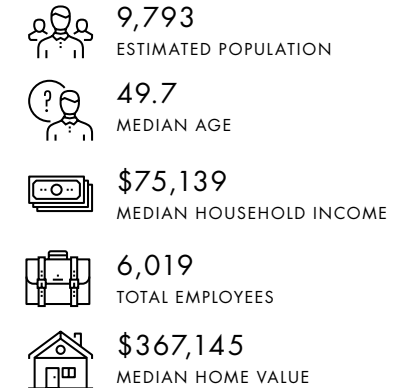 9,793
ESTIMATED POPULATION
?
49.7
MEDIAN AGE
$75,139
MEDIAN HOUSEHOLD INCOME
6,019
TOTAL EMPLOYEES
$367,145
MEDIAN HOME VALUE